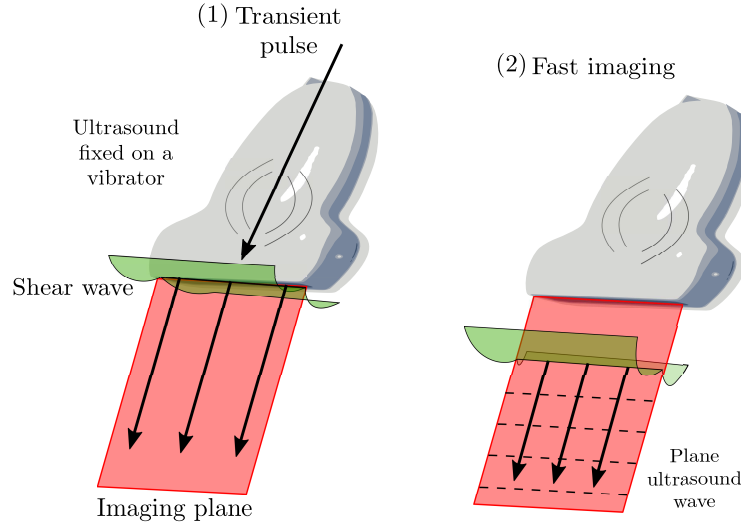 (1) Transient
pulse
(2) Fast imaging
Ultrasound
fixed on a
vibrator
Shear wave
Imaging plane
Plane
ultrasound
wave